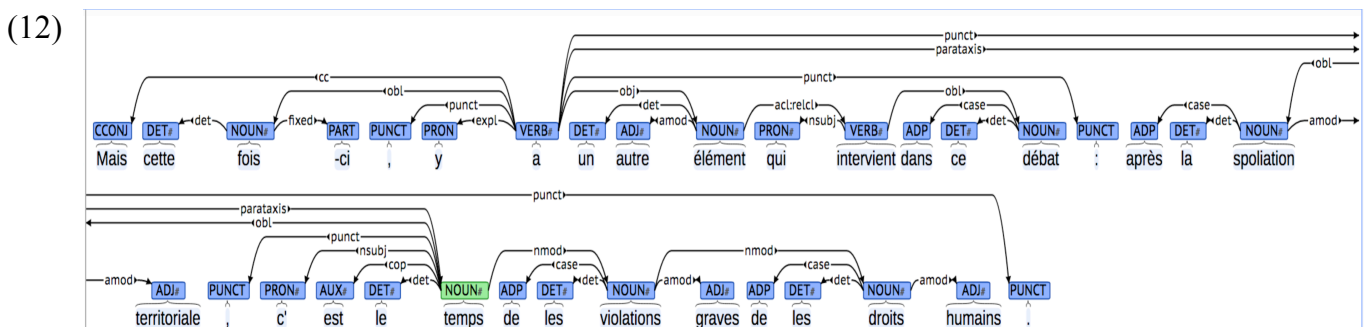 (12)
punct
parataxis
obl
cc punct
obl obj acl:relcl obl
punct det case case
det fixed expl amod nsubj det det amod
CCONJ DET# NOUN# PART PUNCT PRON VERB# DET# ADJ# NOUN# PRON# VERB# ADP DET# NOUN# PUNCT ADP DET# NOUN#
Mais cette fois -ci , y a un autre élément qui intervient dans ce débat : après la spoliation
punct
parataxis
obl
punct
nsubj nmod nmod
cop case case
amod det det amod det amod
ADJ# PUNCT PRON# AUX# DET# NOUN# ADP DET# NOUN# ADJ# ADP DET# NOUN# ADJ# PUNCT
territoriale , c' est le temps de les violations graves de les droits humains .